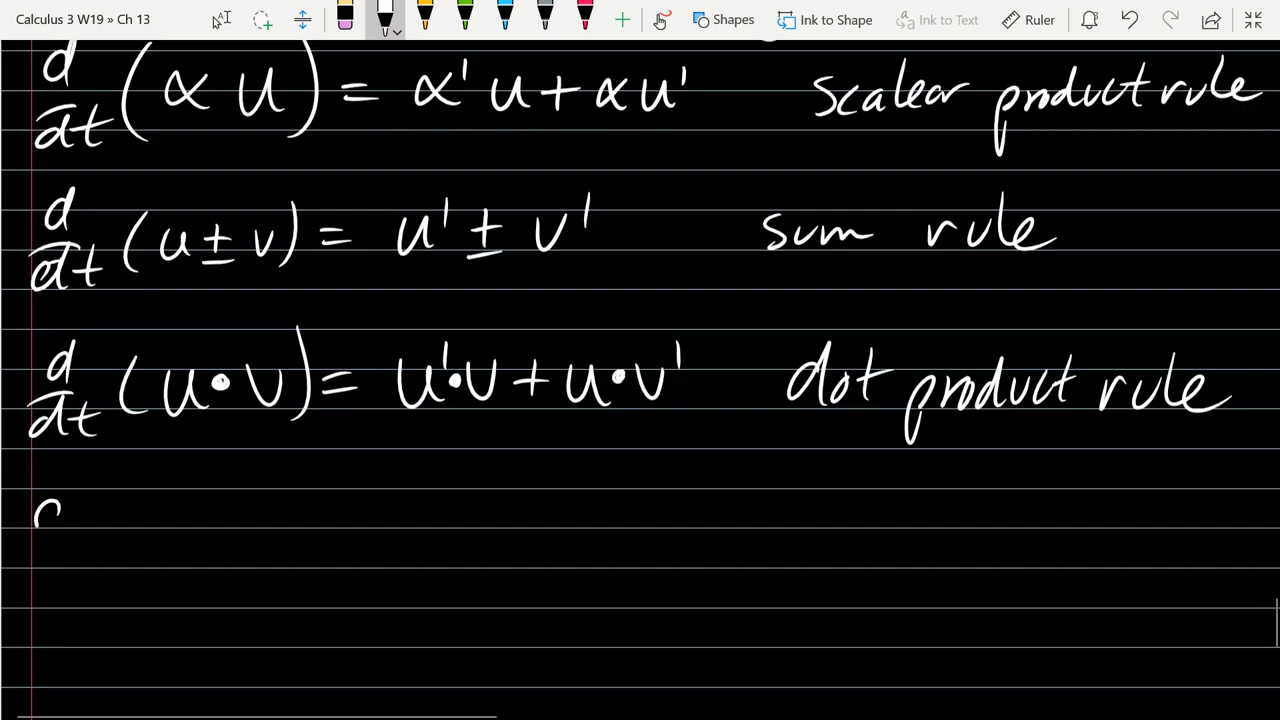 Calculus 3 W19 » Ch 13 Shapes Ink to Shape Ink to Text Ruler
d/dt (α u) = α' u + α u' scalear product rule
d/dt (u ± v) = u' ± v' sum rule
d/dt (u • v) = u' • v + u • v' dot product rule